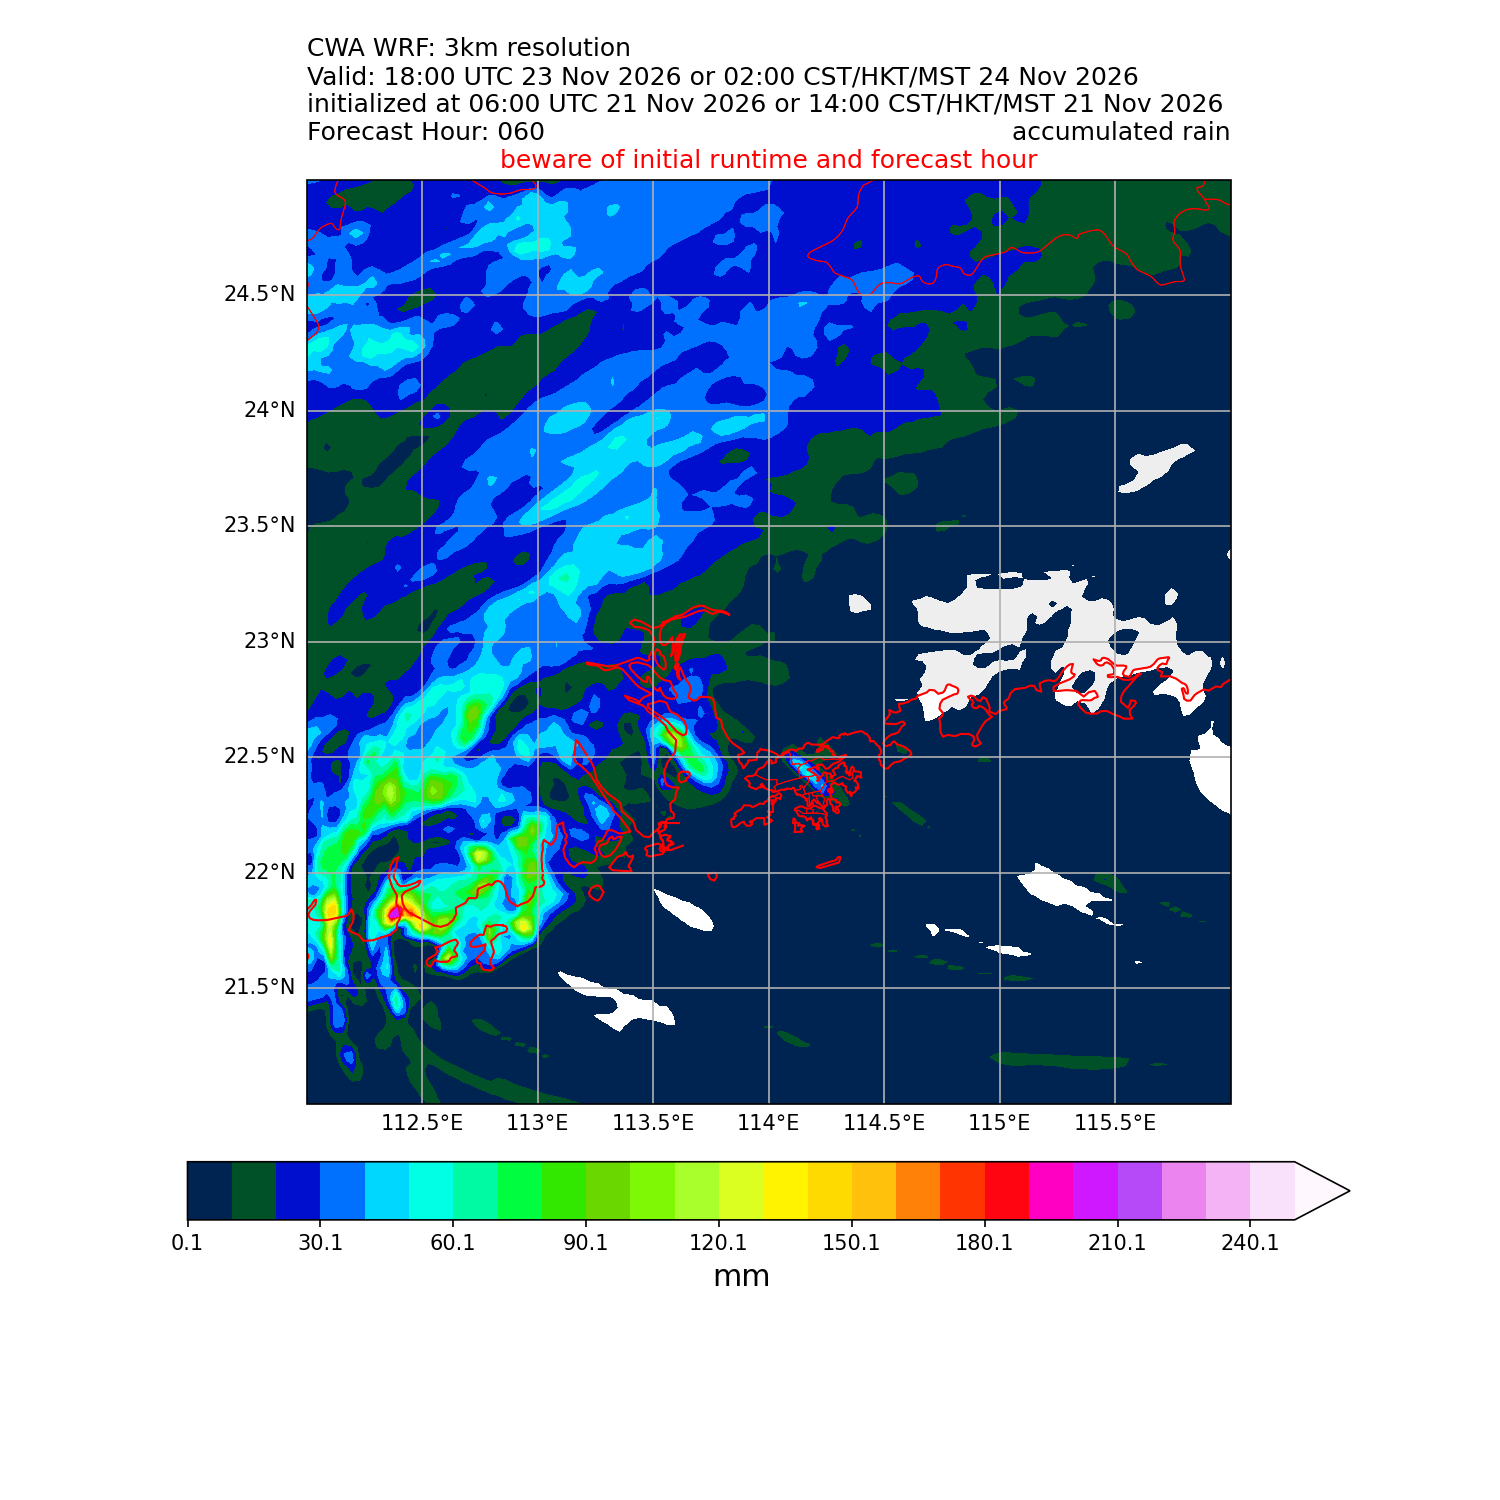 CWA WRF: 3km resolution
Valid: 18:00 UTC 23 Nov 2026 or 02:00 CST/HKT/MST 24 Nov 2026
initialized at 06:00 UTC 21 Nov 2026 or 14:00 CST/HKT/MST 21 Nov 2026
Forecast Hour: 060 accumulated rain
beware of initial runtime and forecast hour
24.5°N
24°N
23.5°N
23°N
22.5°N
22°N
21.5°N
112.5°E 113°E 113.5°E 114°E 114.5°E 115°E 115.5°E
0.1 30.1 60.1 90.1 120.1 150.1 180.1 210.1 240.1
mm